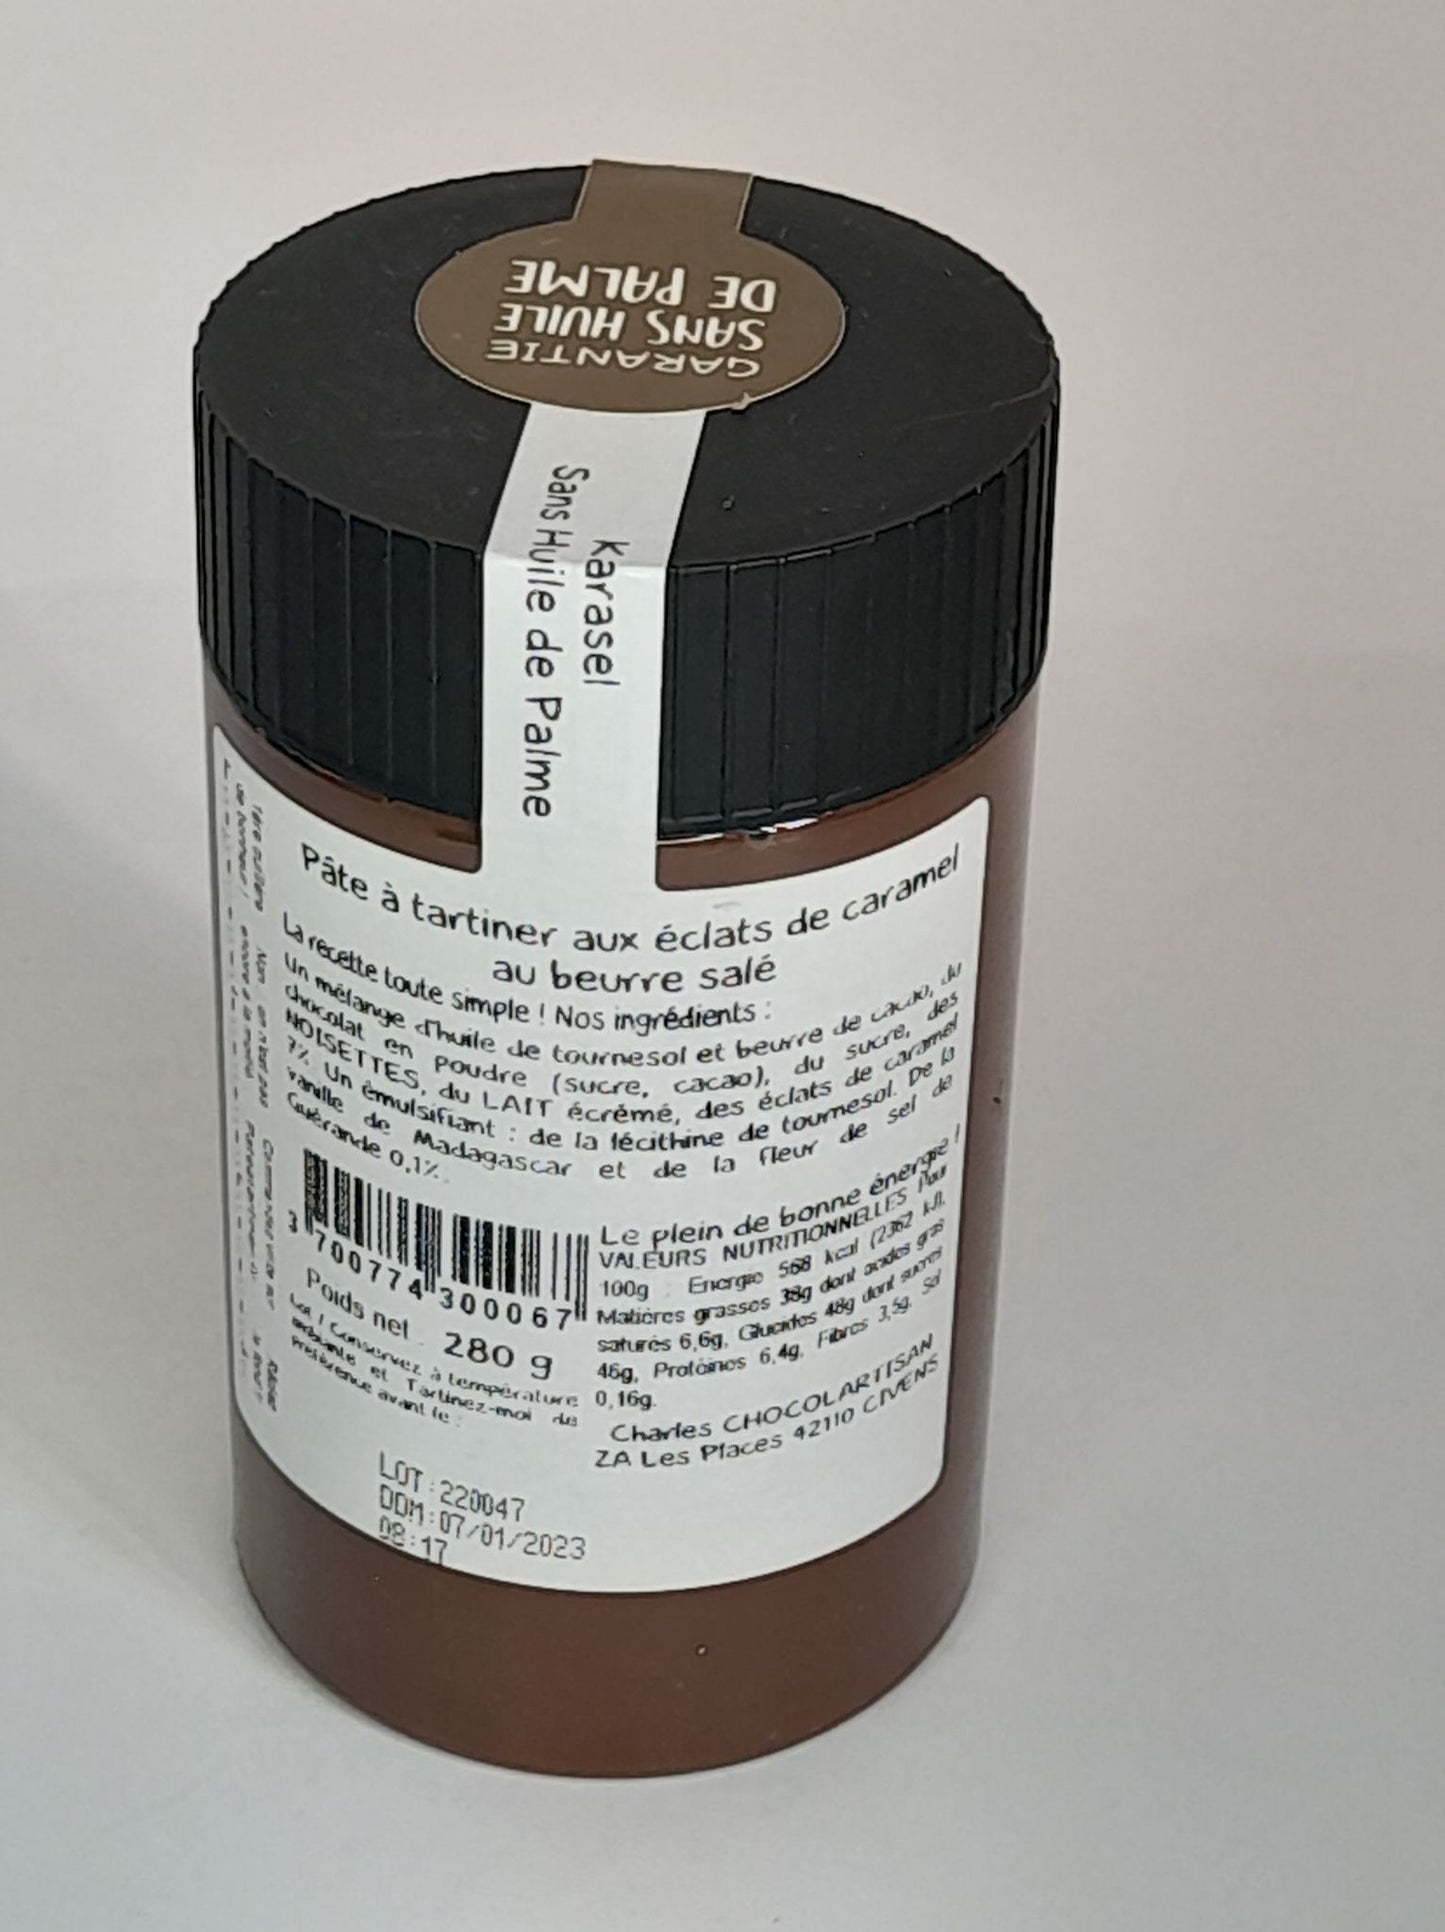 GARANTIE
SANS HUILE
DE PALME
Karasel
Sans Huile de Palme
Pâte à tartiner aux éclats de caramel
au beurre salé
La recette toute simple ! Nos ingrédients :
Un mélange d'huile de tournesol et beurre de cacao, du
chocolat en poudre (sucre, cacao), du sucre, des
NOISETTES, du LAIT écrémé, des éclats de caramel
7%. Un émulsifiant : de la lécithine de tournesol. De la
vanille de Madagascar et de la fleur de sel de
Guérande 0,1%.
3 700774 300067
Poids net : 280 g
Lot / Conservez à température
ambiante et Tartinez-moi de
préférence avant le :
Le plein de bonne énergie !
VALEURS NUTRITIONNELLES Pour
100g : Energie 568 kcal (2362 kJ),
Matières grasses 38g dont acides gras
saturés 6,6g, Glucides 48g dont sucres
46g, Protéines 6,4g, Fibres 3,5g, Sel
0,16g.
Charles CHOCOLARTISAN
ZA Les Places 42110 CIVENS
LOT:220047
DDM:07/01/2023
08:17